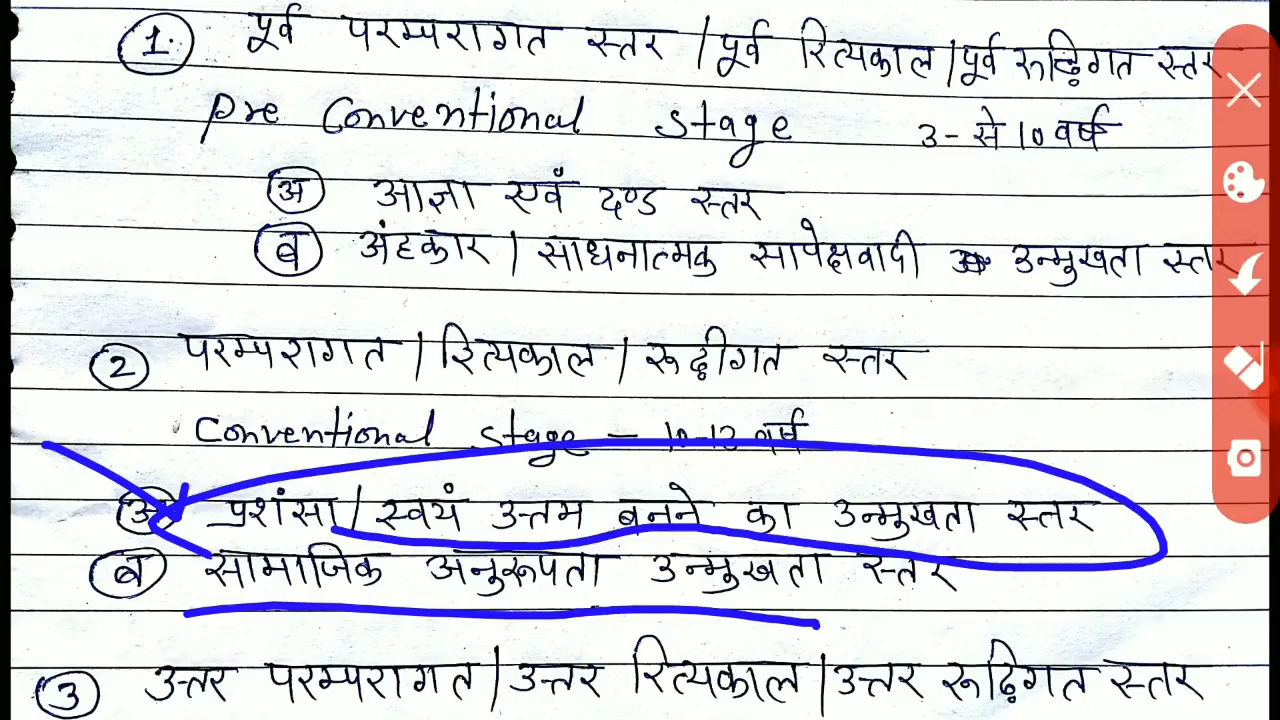 1. पूर्व परम्परागत स्तर / पूर्व रित्यकाल / पूर्व रूढ़िगत स्तर
Pre Conventional Stage 3- से 10 वर्ष
अ आज्ञा एवं दण्ड स्तर
ब अंहकार / साधनात्मक सापेक्षवादी उन्मुखता स्तर
2 परम्परागत / रित्यकाल / रूढ़ीगत स्तर
Conventional Stage – 10-13 वर्ष
अ प्रशंसा / स्वयं उत्तम बनने का उन्मुखता स्तर
ब सामाजिक अनुरूपता उन्मुखता स्तर
3 उत्तर परम्परागत / उत्तर रित्यकाल / उत्तर रूढ़िगत स्तर